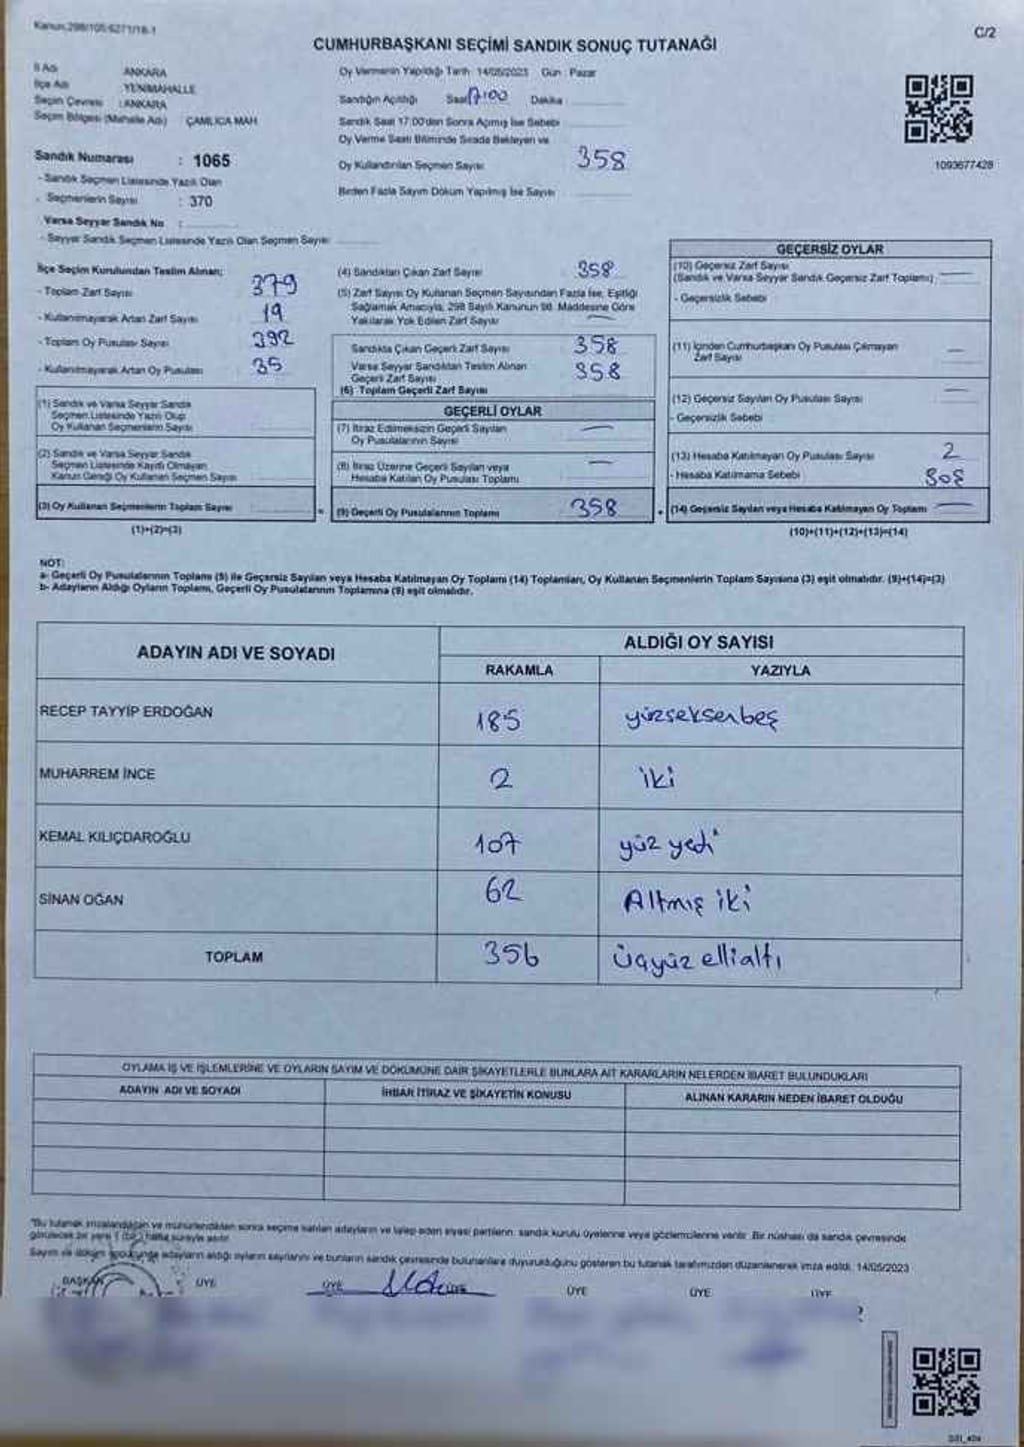 Kanun:298/105-6271/18-1
C/2
CUMHURBAŞKANI SEÇİMİ SANDIK SONUÇ TUTANAĞI
İl Adı ANKARA
İlçe Adı YENİMAHALLE
Seçim Çevresi : ANKARA
Seçim Bölgesi (Mahalle Adı) : ÇAMLICA MAH.
Sandık Numarası : 1065
- Sandık Seçmen Listesinde Yazılı Olan
- Seçmenlerin Sayısı : 370
Varsa Seyyar Sandık No :
- Seyyar Sandık Seçmen Listesinde Yazılı Olan Seçmen Sayısı
Oy Vermenin Yapıldığı Tarih : 14/05/2023 Gün : Pazar
Sandığın Açıldığı Saat 17:00 Dakika
Sandık Saat 17:00'den Sonra Açılmış İse Sebebi
Oy Verme Saati Bitiminde Sırada Bekleyen ve
Oy Kullandırılan Seçmen Sayısı 358
Birden Fazla Sayım Döküm Yapılmış İse Sayısı
1093677428
İlçe Seçim Kurulundan Teslim Alınan;
- Toplam Zarf Sayısı 379
- Kullanılmayarak Artan Zarf Sayısı 19
- Toplam Oy Pusulası Sayısı 392
- Kullanılmayarak Artan Oy Pusulası 35
(1) Sandık ve Varsa Seyyar Sandık
Seçmen Listesinde Yazılı Olup
Oy Kullanan Seçmenlerin Sayısı
(2) Sandık ve Varsa Seyyar Sandık
Seçmen Listesinde Kayıtlı Olmayan
Kanun Gereği Oy Kullanan Seçmen Sayısı
(3) Oy Kullanan Seçmenlerin Toplam Sayısı
(1)+(2)=(3)
(4) Sandıktan Çıkan Zarf Sayısı 358
(5) Zarf Sayısı Oy Kullanan Seçmen Sayısından Fazla İse, Eşitliği
Sağlamak Amacıyla, 298 Sayılı Kanunun 98. Maddesine Göre
Yakılarak Yok Edilen Zarf Sayısı —
Sandıkta Çıkan Geçerli Zarf Sayısı 358
Varsa Seyyar Sandıktan Teslim Alınan
Geçerli Zarf Sayısı 358
(6) Toplam Geçerli Zarf Sayısı
GEÇERLİ OYLAR
(7) İtiraz Edilmeksizin Geçerli Sayılan
Oy Pusulalarının Sayısı —
(8) İtiraz Üzerine Geçerli Sayılan veya
Hesaba Katılan Oy Pusulası Toplamı —
(9) Geçerli Oy Pusulalarının Toplamı 358
GEÇERSİZ OYLAR
(10) Geçersiz Zarf Sayısı
(Sandık ve Varsa Seyyar Sandık Geçersiz Zarf Toplamı) —
- Geçersizlik Sebebi
(11) İçinden Cumhurbaşkanı Oy Pusulası Çıkmayan
Zarf Sayısı —
(12) Geçersiz Sayılan Oy Pusulası Sayısı —
- Geçersizlik Sebebi
(13) Hesaba Katılmayan Oy Pusulası Sayısı 2
- Hesaba Katılmama Sebebi
(14) Geçersiz Sayılan veya Hesaba Katılmayan Oy Toplamı —
(10)+(11)+(12)+(13)=(14)
NOT:
a- Geçerli Oy Pusulalarının Toplamı (9) ile Geçersiz Sayılan veya Hesaba Katılmayan Oy Toplamı (14) Toplamları, Oy Kullanan Seçmenlerin Toplam Sayısına (3) eşit olmalıdır. (9)+(14)=(3)
b- Adayların Aldığı Oyların Toplamı, Geçerli Oy Pusulalarının Toplamına (9) eşit olmalıdır.
ADAYIN ADI VE SOYADI
ALDIĞI OY SAYISI
RAKAMLA YAZIYLA
RECEP TAYYİP ERDOĞAN 185 yüzseksenbeş
MUHARREM İNCE 2 iki
KEMAL KILIÇDAROĞLU 107 yüz yedi
SİNAN OĞAN 62 Altmış iki
TOPLAM 356 üçyüz ellialtı
OYLAMA İŞ VE İŞLEMLERİNE VE OYLARIN SAYIM VE DÖKÜMÜNE DAİR ŞİKAYETLERLE BUNLARA AİT KARARLARIN NELERDEN İBARET BULUNDUKLARI
ADAYIN ADI VE SOYADI İHBAR İTİRAZ VE ŞİKAYETİN KONUSU ALINAN KARARIN NEDEN İBARET OLDUĞU
"Bu tutanak imzalandıktan ve mühürlendikten sonra seçime katılan adayların ve talep eden siyasi partilerin, sandık kurulu üyelerine veya gözlemcilerine verilir. Bir nüshası da sandık çevresinde
görülecek bir yere 1 (bir) hafta süreyle asılır.
Sayım ve döküm sonucunda adayların aldığı oyların sayılarını ve bunların sandık çevresinde bulunanlara duyurulduğunu gösteren bu tutanak tarafımızdan düzenlenerek imza edildi. 14/05/2023
BAŞKAN ÜYE ÜYE ÜYE ÜYE ÜYE ÜYE